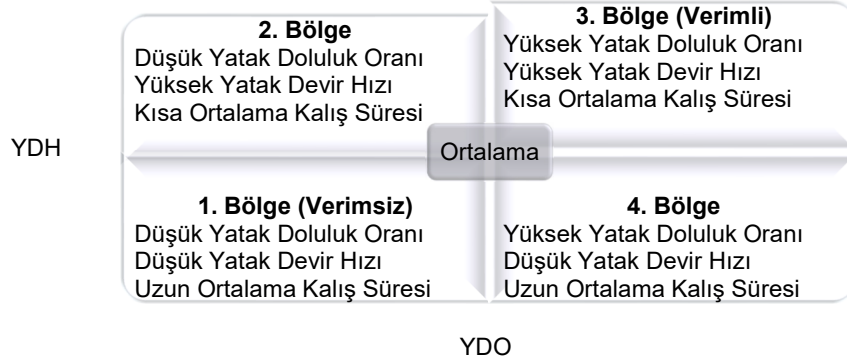 2. Bölge
Düşük Yatak Doluluk Oranı
Yüksek Yatak Devir Hızı
Kısa Ortalama Kalış Süresi
3. Bölge (Verimli)
Yüksek Yatak Doluluk Oranı
Yüksek Yatak Devir Hızı
Kısa Ortalama Kalış Süresi
YDH
Ortalama
1. Bölge (Verimsiz)
Düşük Yatak Doluluk Oranı
Düşük Yatak Devir Hızı
Uzun Ortalama Kalış Süresi
4. Bölge
Yüksek Yatak Doluluk Oranı
Düşük Yatak Devir Hızı
Uzun Ortalama Kalış Süresi
YDO